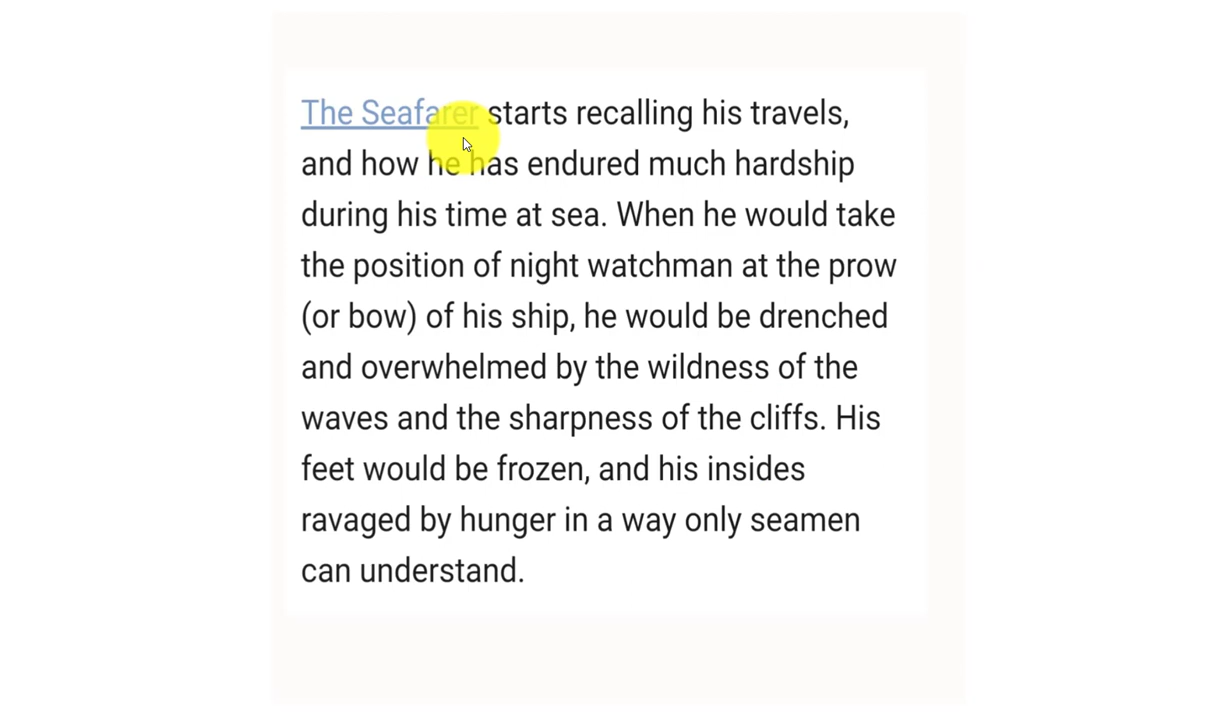 The Seafarer starts recalling his travels,
and how he has endured much hardship
during his time at sea. When he would take
the position of night watchman at the prow
(or bow) of his ship, he would be drenched
and overwhelmed by the wildness of the
waves and the sharpness of the cliffs. His
feet would be frozen, and his insides
ravaged by hunger in a way only seamen
can understand.